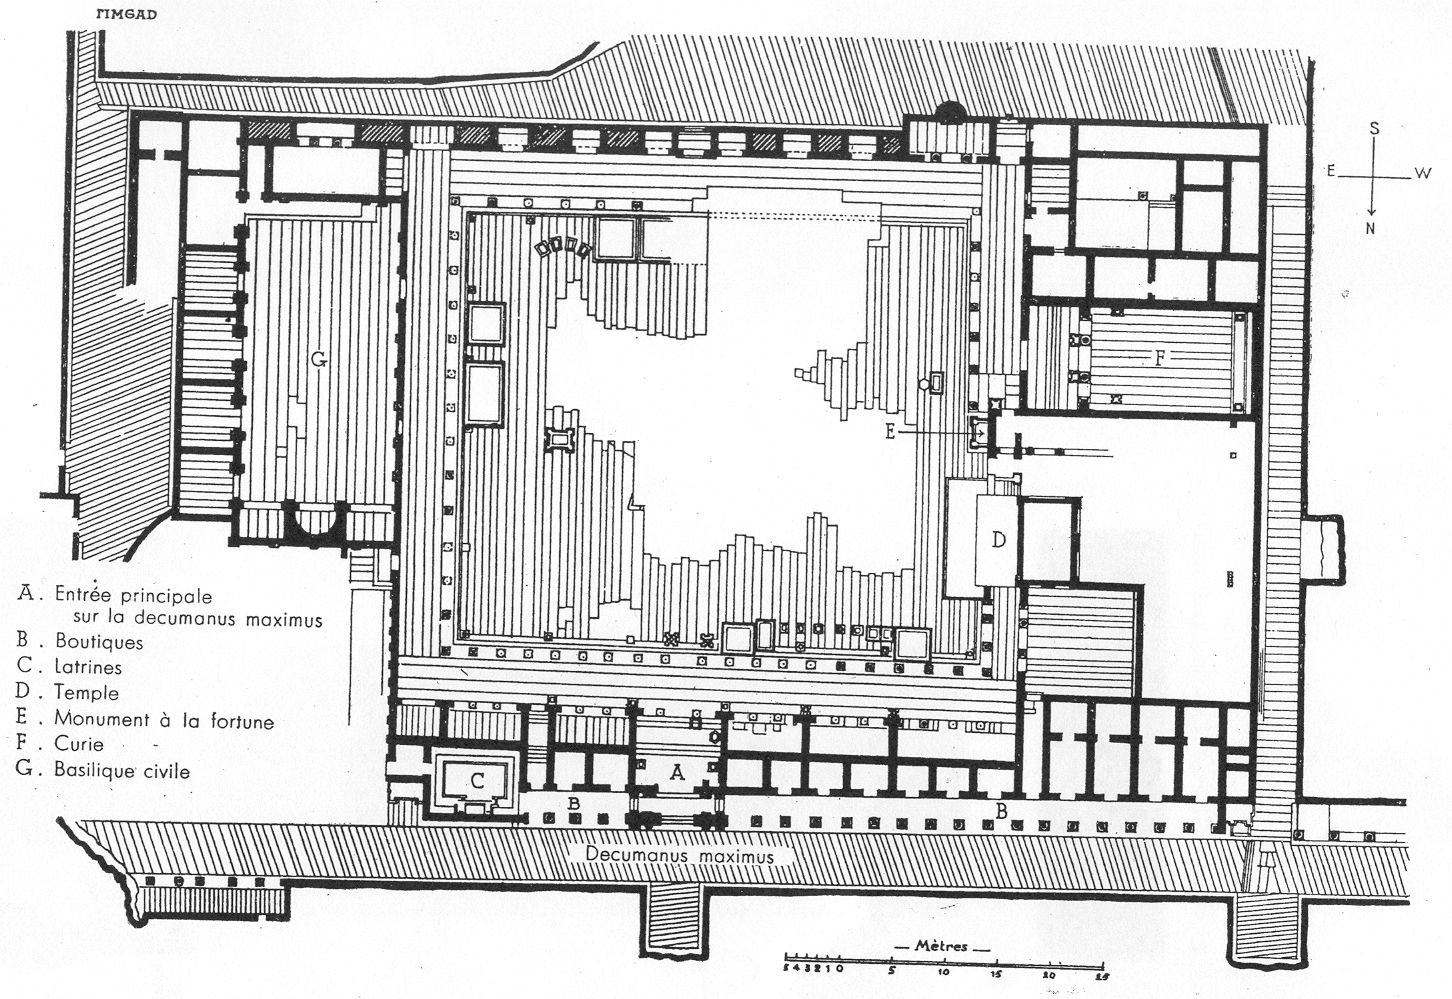 TIMGAD
S
E W
N
G
F
E
D
A. Entrée principale
sur la decumanus maximus
B. Boutiques
C. Latrines
D. Temple
E. Monument à la fortune
F. Curie
G. Basilique civile
C
A
B
B
Decumanus maximus
Mètres
5 4 3 2 1 0 5 10 15 20 25